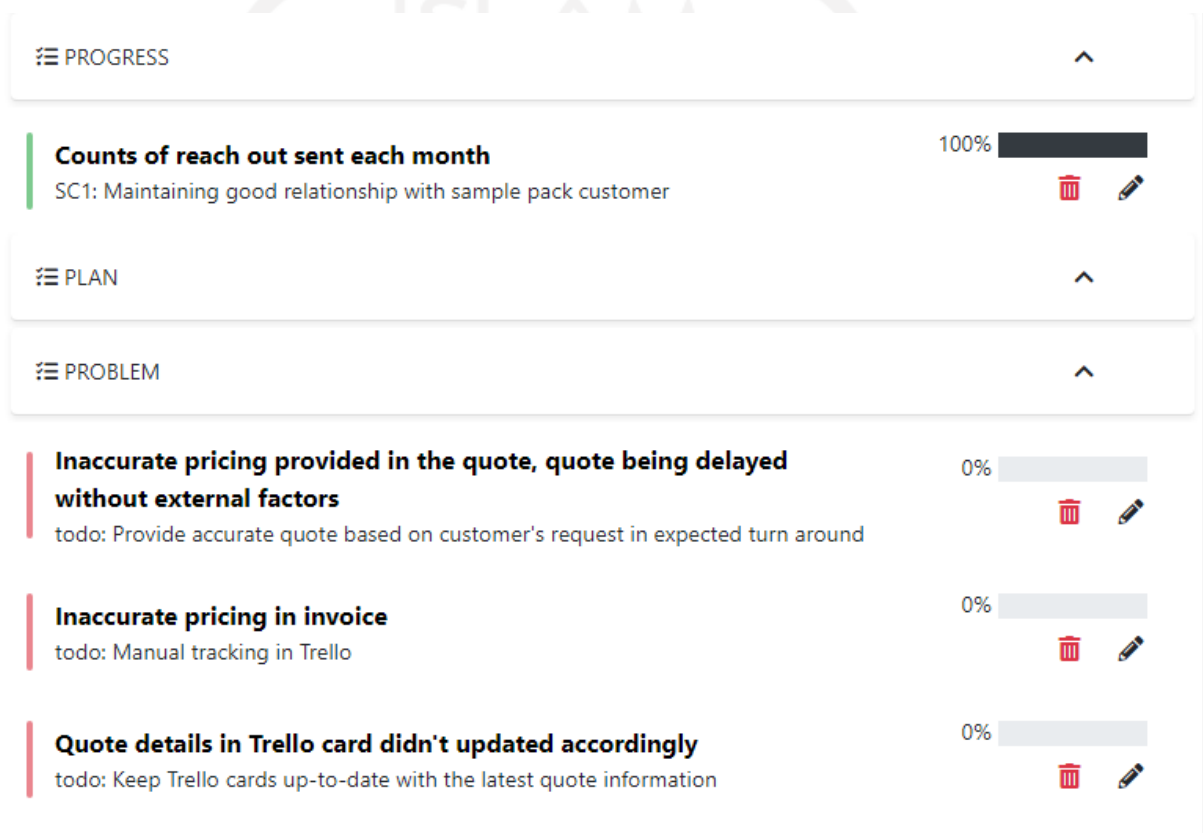 ISLAM
PROGRESS
Counts of reach out sent each month
100%
SC1: Maintaining good relationship with sample pack customer
PLAN
PROBLEM
Inaccurate pricing provided in the quote, quote being delayed
without external factors
0%
todo: Provide accurate quote based on customer's request in expected turn around
Inaccurate pricing in invoice
0%
todo: Manual tracking in Trello
Quote details in Trello card didn't updated accordingly
0%
todo: Keep Trello cards up-to-date with the latest quote information